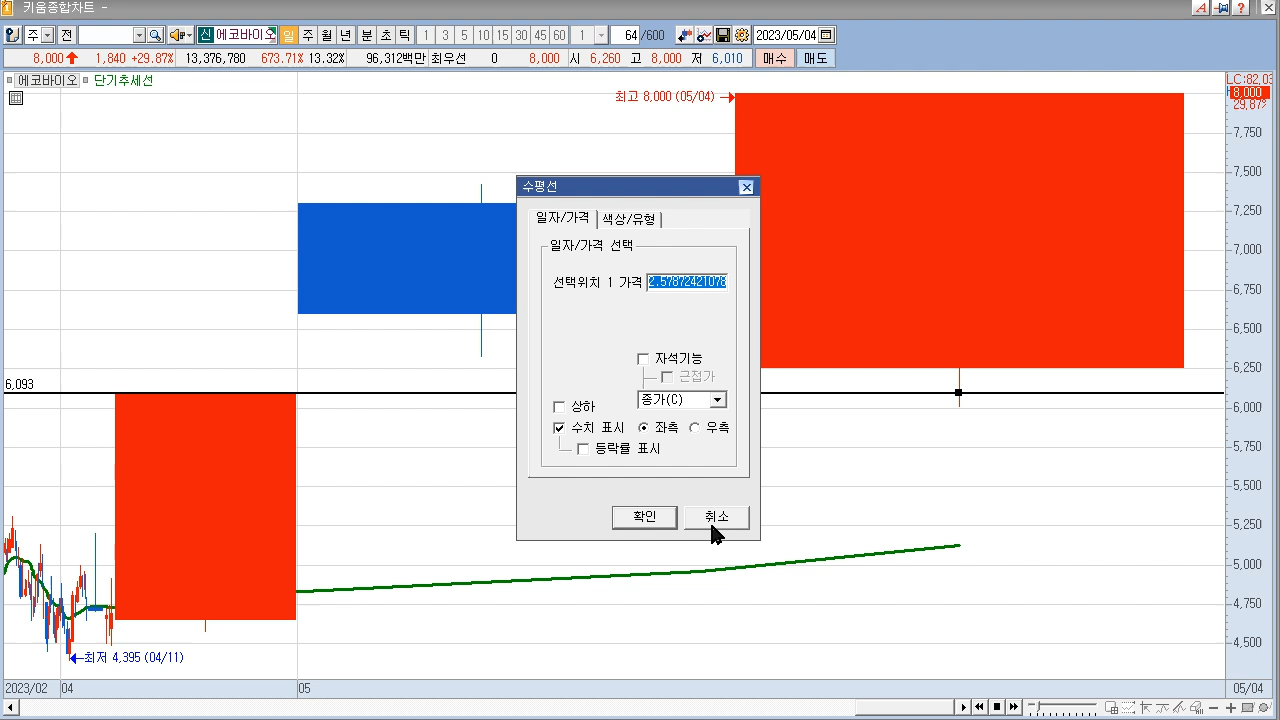 키움종합차트 -
주 전 신 에코바이오 일 주 월 년 분 초 틱 1 3 5 10 15 30 45 60 1 64 /600 2023/05/04
8,000 1,840 +29.87% 13,376,780 673.71% 13.32% 96,312백만 최우선 0 8,000 시 6,260 고 8,000 저 6,010 매수 매도
에코바이오 단기추세선
LC:82,03
최고 8,000 (05/04)
8,000
29.87%
7,750
7,500
7,250
7,000
6,750
6,500
6,250
6,000
5,750
5,500
5,250
5,000
4,750
4,500
수평선
일자/가격 색상/유형
일자/가격 선택
선택위치 1 가격 2.57872421078
자석기능
근접가
종가(C)
상하
수치 표시 좌측 우측
등락률 표시
확인 취소
6,093
최저 4,395 (04/11)
2023/02 04 05 05/04